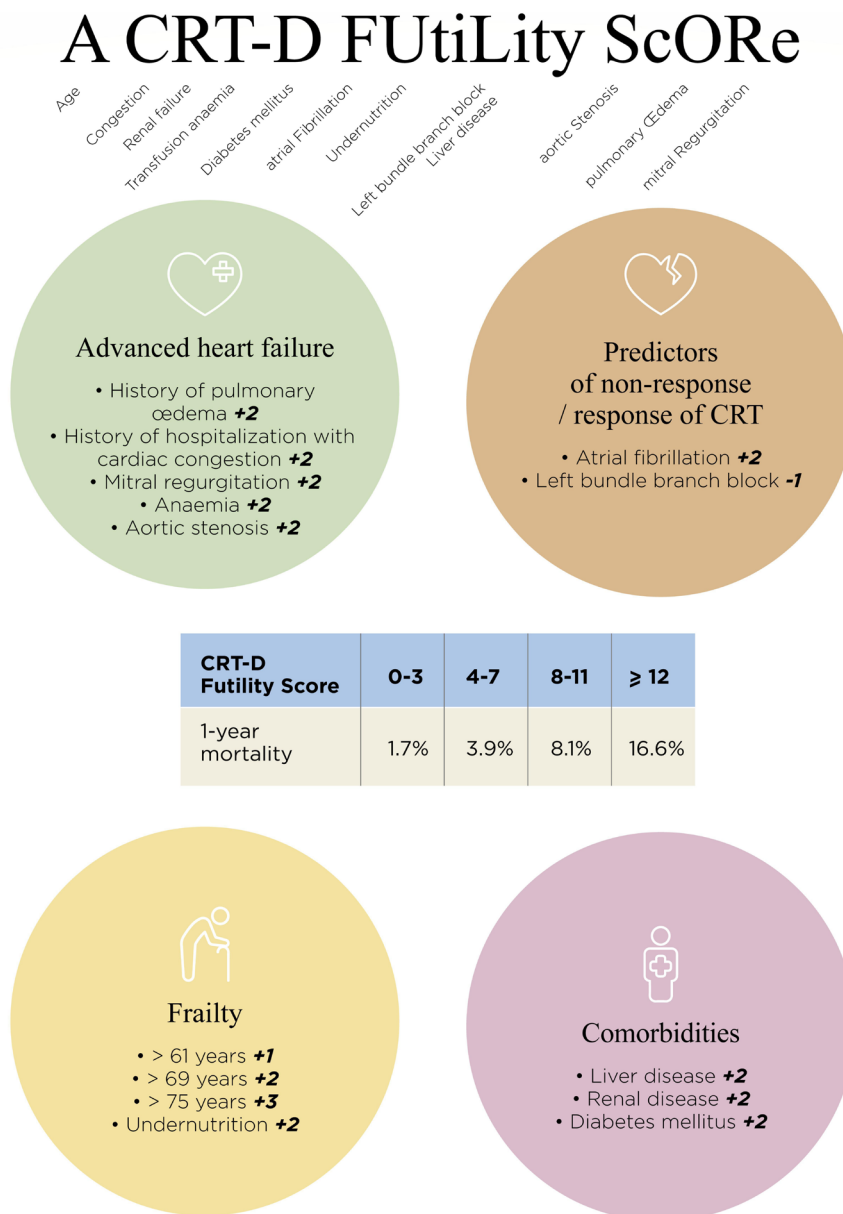 A CRT-D FUtiLity ScORe
Age
Congestion
Renal failure
Transfusion anaemia
Diabetes mellitus
atrial Fibrillation
Undernutrition
Left bundle branch block
Liver disease
aortic Stenosis
pulmonary Œdema
mitral Regurgitation
Advanced heart failure
• History of pulmonary
œdema +2
• History of hospitalization with
cardiac congestion +2
• Mitral regurgitation +2
• Anaemia +2
• Aortic stenosis +2
Predictors
of non-response
/ response of CRT
• Atrial fibrillation +2
• Left bundle branch block -1
CRT-D
Futility Score
0-3
4-7
8-11
⩾ 12
1-year
mortality
1.7%
3.9%
8.1%
16.6%
Frailty
• > 61 years +1
• > 69 years +2
• > 75 years +3
• Undernutrition +2
Comorbidities
• Liver disease +2
• Renal disease +2
• Diabetes mellitus +2